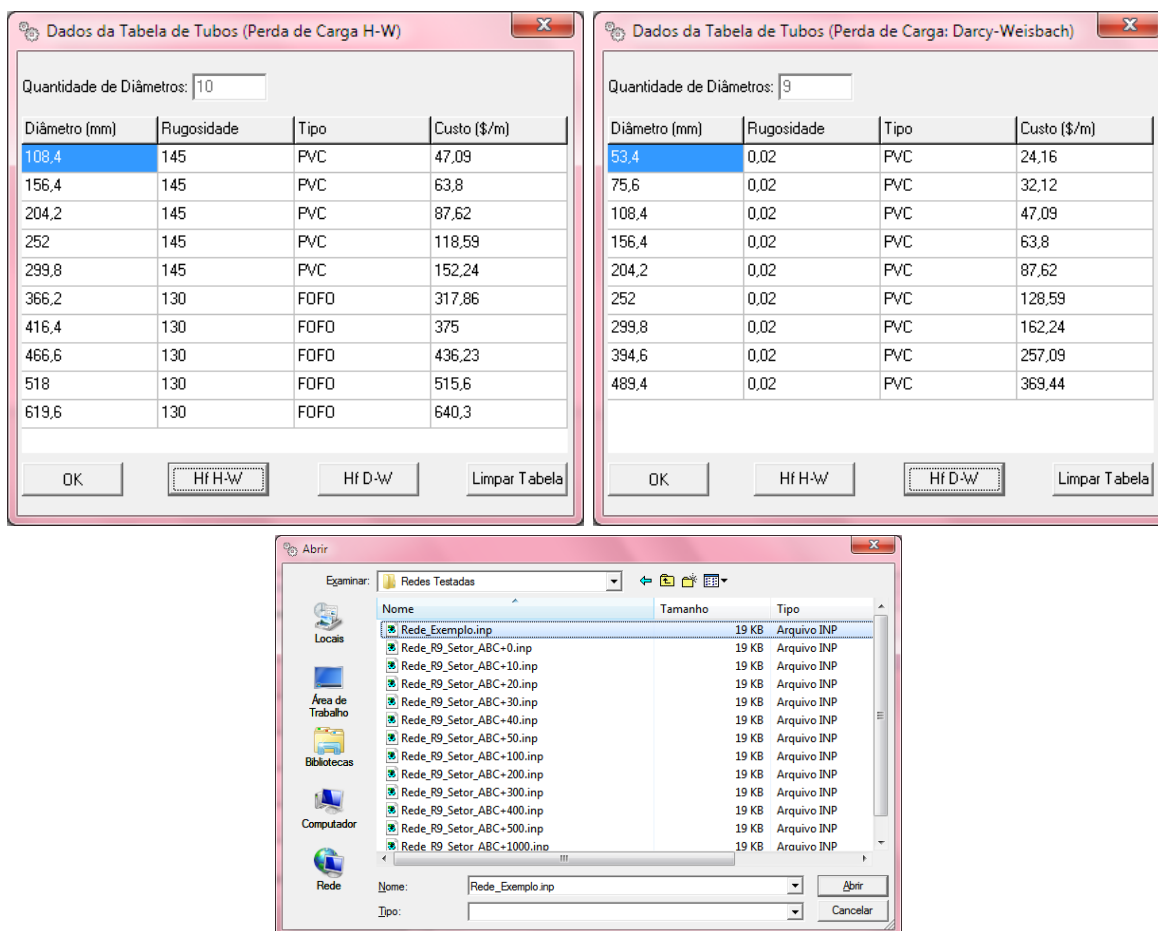 Dados da Tabela de Tubos (Perda de Carga H-W)
Quantidade de Diâmetros: 10
Diâmetro (mm) Rugosidade Tipo Custo ($/m)
108,4 145 PVC 47,09
156,4 145 PVC 63,8
204,2 145 PVC 87,62
252 145 PVC 118,59
299,8 145 PVC 152,24
366,2 130 FOFO 317,86
416,4 130 FOFO 375
466,6 130 FOFO 436,23
518 130 FOFO 515,6
619,6 130 FOFO 640,3
OK Hf H-W Hf D-W Limpar Tabela
Dados da Tabela de Tubos (Perda de Carga: Darcy-Weisbach)
Quantidade de Diâmetros: 9
Diâmetro (mm) Rugosidade Tipo Custo ($/m)
53,4 0,02 PVC 24,16
75,6 0,02 PVC 32,12
108,4 0,02 PVC 47,09
156,4 0,02 PVC 63,8
204,2 0,02 PVC 87,62
252 0,02 PVC 128,59
299,8 0,02 PVC 162,24
394,6 0,02 PVC 257,09
489,4 0,02 PVC 369,44
OK Hf H-W Hf D-W Limpar Tabela
Abrir
Examinar: Redes Testadas
Locais
Área de
Trabalho
Bibliotecas
Computador
Rede
Nome Tamanho Tipo
Rede_Exemplo.inp 19 KB Arquivo INP
Rede_R9_Setor_ABC+0.inp 19 KB Arquivo INP
Rede_R9_Setor_ABC+10.inp 19 KB Arquivo INP
Rede_R9_Setor_ABC+20.inp 19 KB Arquivo INP
Rede_R9_Setor_ABC+30.inp 19 KB Arquivo INP
Rede_R9_Setor_ABC+40.inp 19 KB Arquivo INP
Rede_R9_Setor_ABC+50.inp 19 KB Arquivo INP
Rede_R9_Setor_ABC+100.inp 19 KB Arquivo INP
Rede_R9_Setor_ABC+200.inp 19 KB Arquivo INP
Rede_R9_Setor_ABC+300.inp 19 KB Arquivo INP
Rede_R9_Setor_ABC+400.inp 19 KB Arquivo INP
Rede_R9_Setor_ABC+500.inp 19 KB Arquivo INP
Rede_R9_Setor_ABC+1000.inp 19 KB Arquivo INP
Nome: Rede_Exemplo.inp Abrir
Tipo: Cancelar